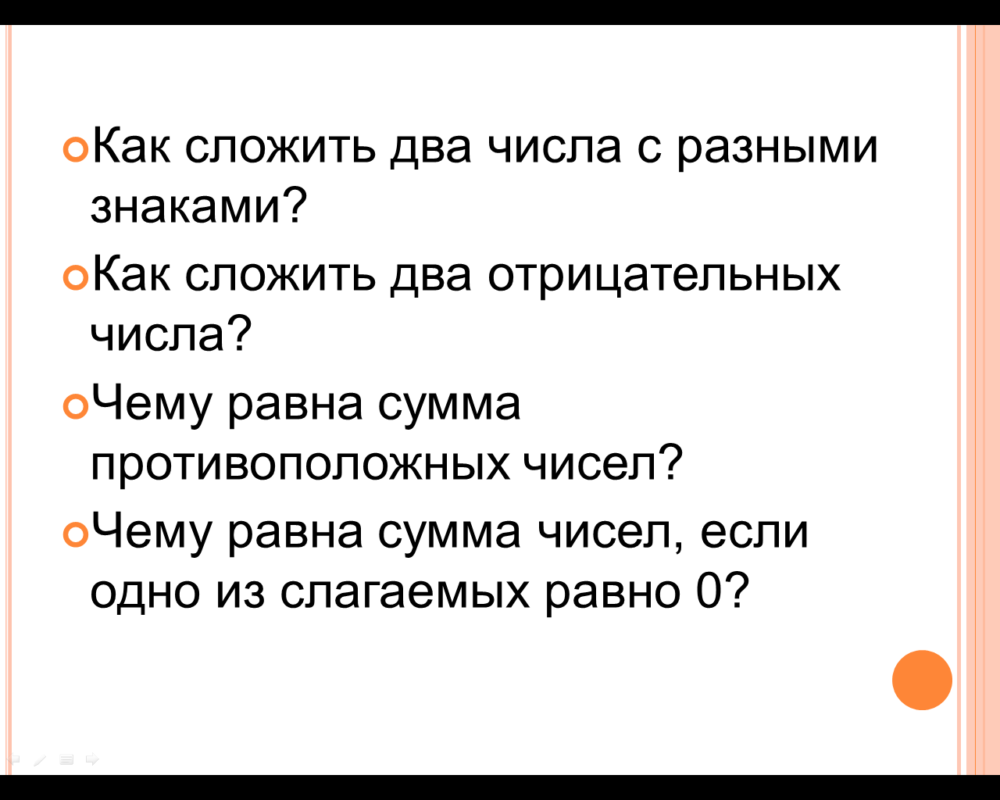 Как сложить два числа с разными
знаками?
Как сложить два отрицательных
числа?
Чему равна сумма
противоположных чисел?
Чему равна сумма чисел, если
одно из слагаемых равно 0?